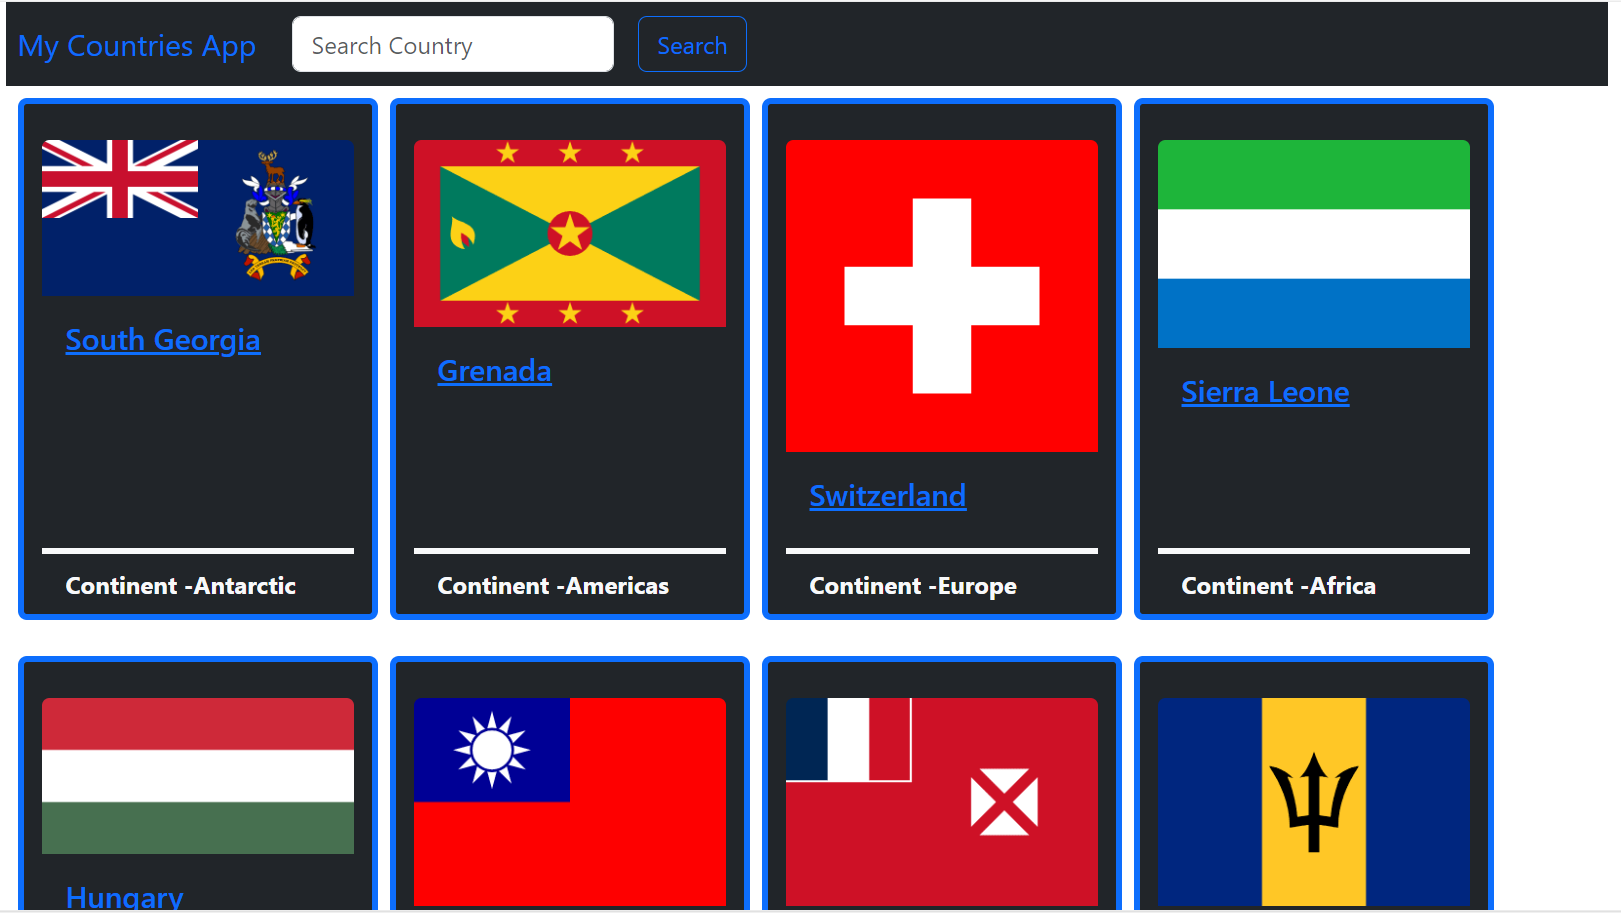 My Countries App
Search Country
Search
South Georgia
Grenada
Switzerland
Sierra Leone
Continent -Antarctic
Continent -Americas
Continent -Europe
Continent -Africa
Hungary